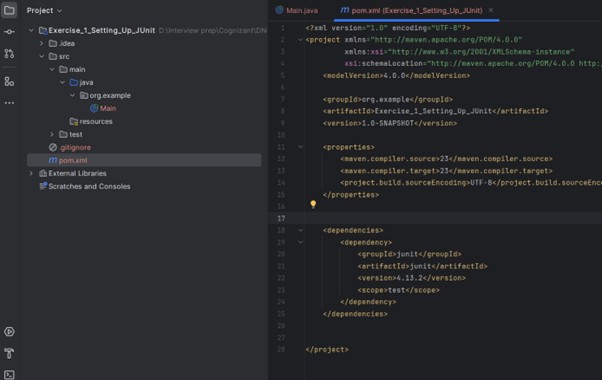 Project
Exercise_1_Setting_Up_JUnit D:\Interview prep\Cognizant\DN
.idea
src
main
java
org.example
Main
resources
test
.gitignore
pom.xml
External Libraries
Scratches and Consoles
Main.java
pom.xml (Exercise_1_Setting_Up_JUnit)
1 <?xml version="1.0" encoding="UTF-8"?>
2 <project xmlns="http://maven.apache.org/POM/4.0.0"
3 xmlns:xsi="http://www.w3.org/2001/XMLSchema-instance"
4 xsi:schemaLocation="http://maven.apache.org/POM/4.0.0 http:
5 <modelVersion>4.0.0</modelVersion>
6
7 <groupId>org.example</groupId>
8 <artifactId>Exercise_1_Setting_Up_JUnit</artifactId>
9 <version>1.0-SNAPSHOT</version>
10
11 <properties>
12 <maven.compiler.source>23</maven.compiler.source>
13 <maven.compiler.target>23</maven.compiler.target>
14 <project.build.sourceEncoding>UTF-8</project.build.sourceEnco
15 </properties>
16
17
18 <dependencies>
19 <dependency>
20 <groupId>junit</groupId>
21 <artifactId>junit</artifactId>
22 <version>4.13.2</version>
23 <scope>test</scope>
24 </dependency>
25 </dependencies>
26
27
28 </project>